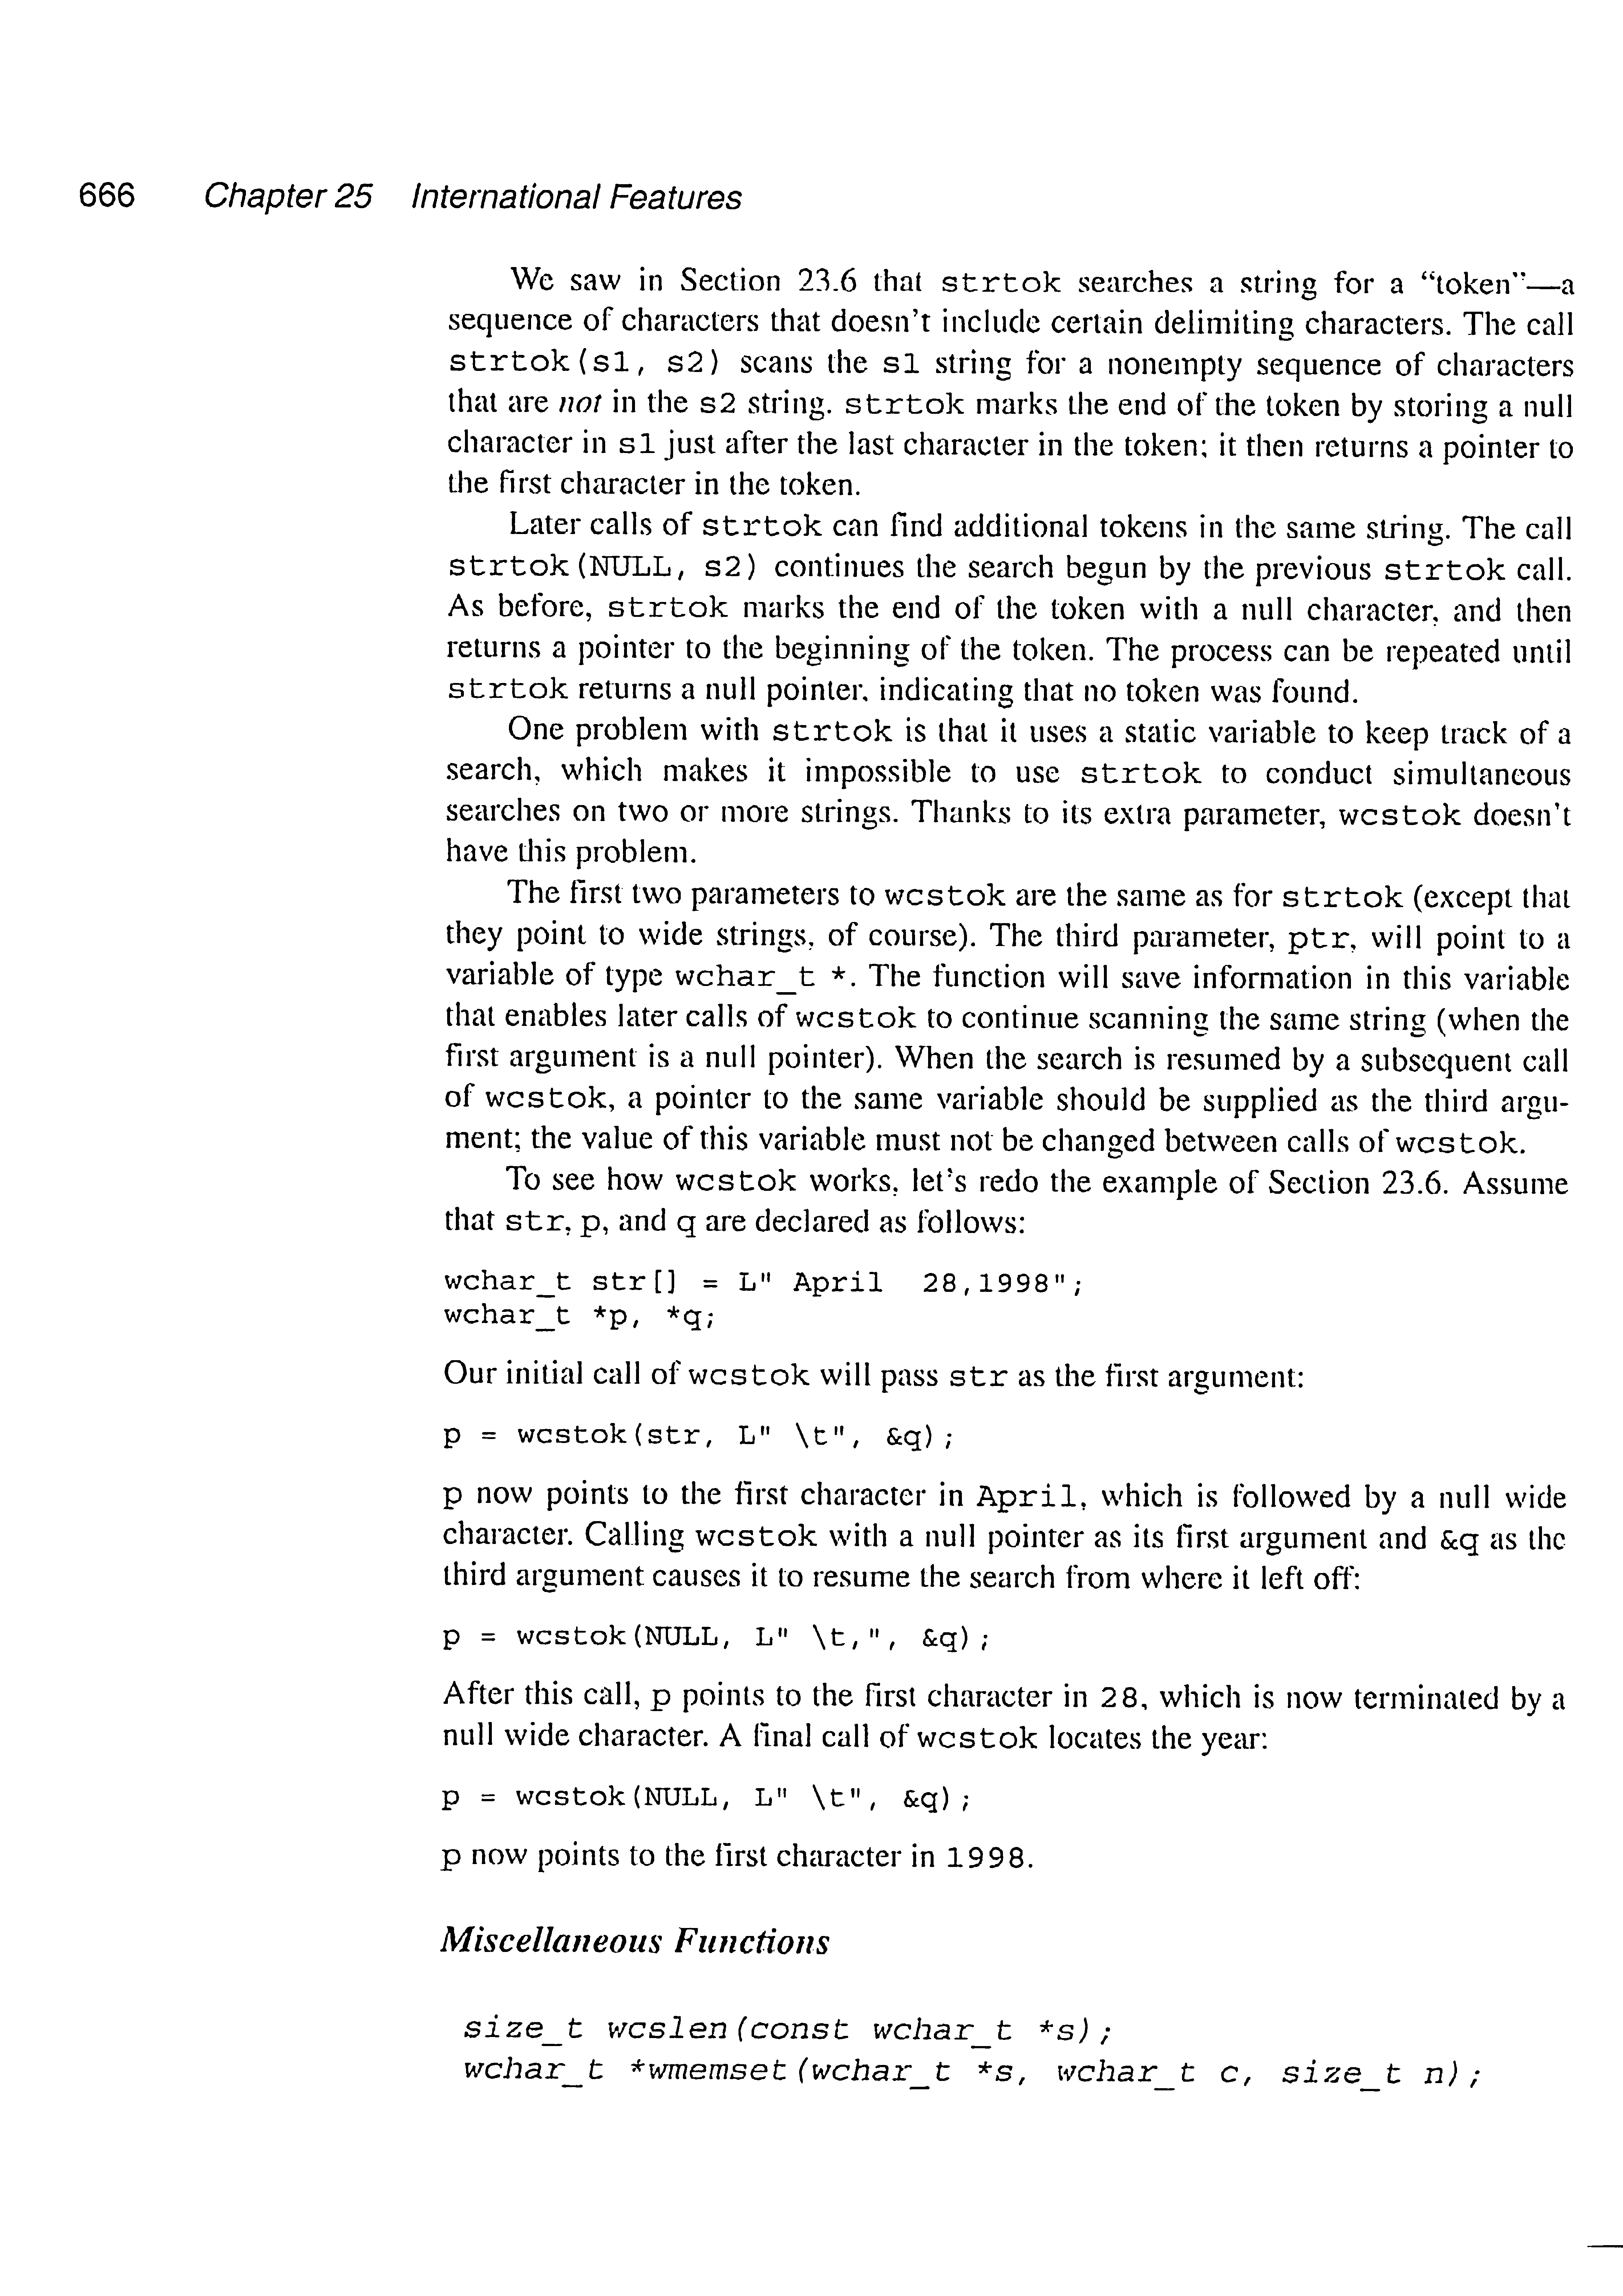 666 Chapter 25 International Features
We saw in Section 23.6 that strtok searches a string for a “token”—a
sequence of characters that doesn’t include certain delimiting characters. The call
strtok(s1, s2) scans the s1 string for a nonempty sequence of characters
that are not in the s2 string. strtok marks the end of the token by storing a null
character in s1 just after the last character in the token; it then returns a pointer to
the first character in the token.
Later calls of strtok can find additional tokens in the same string. The call
strtok(NULL, s2) continues the search begun by the previous strtok call.
As before, strtok marks the end of the token with a null character, and then
returns a pointer to the beginning of the token. The process can be repeated until
strtok returns a null pointer, indicating that no token was found.
One problem with strtok is that it uses a static variable to keep track of a
search, which makes it impossible to use strtok to conduct simultaneous
searches on two or more strings. Thanks to its extra parameter, wcstok doesn’t
have this problem.
The first two parameters to wcstok are the same as for strtok (except that
they point to wide strings, of course). The third parameter, ptr, will point to a
variable of type wchar_t *. The function will save information in this variable
that enables later calls of wcstok to continue scanning the same string (when the
first argument is a null pointer). When the search is resumed by a subsequent call
of wcstok, a pointer to the same variable should be supplied as the third argu-
ment; the value of this variable must not be changed between calls of wcstok.
To see how wcstok works, let’s redo the example of Section 23.6. Assume
that str, p, and q are declared as follows:
wchar_t str[] = L" April  28,1998";
wchar_t *p, *q;
Our initial call of wcstok will pass str as the first argument:
p = wcstok(str, L" \t", &q);
p now points to the first character in April, which is followed by a null wide
character. Calling wcstok with a null pointer as its first argument and &q as the
third argument causes it to resume the search from where it left off:
p = wcstok(NULL, L" \t,", &q);
After this call, p points to the first character in 28, which is now terminated by a
null wide character. A final call of wcstok locates the year:
p = wcstok(NULL, L" \t", &q);
p now points to the first character in 1998.
Miscellaneous Functions
size_t wcslen(const wchar_t *s);
wchar_t *wmemset(wchar_t *s, wchar_t c, size_t n);